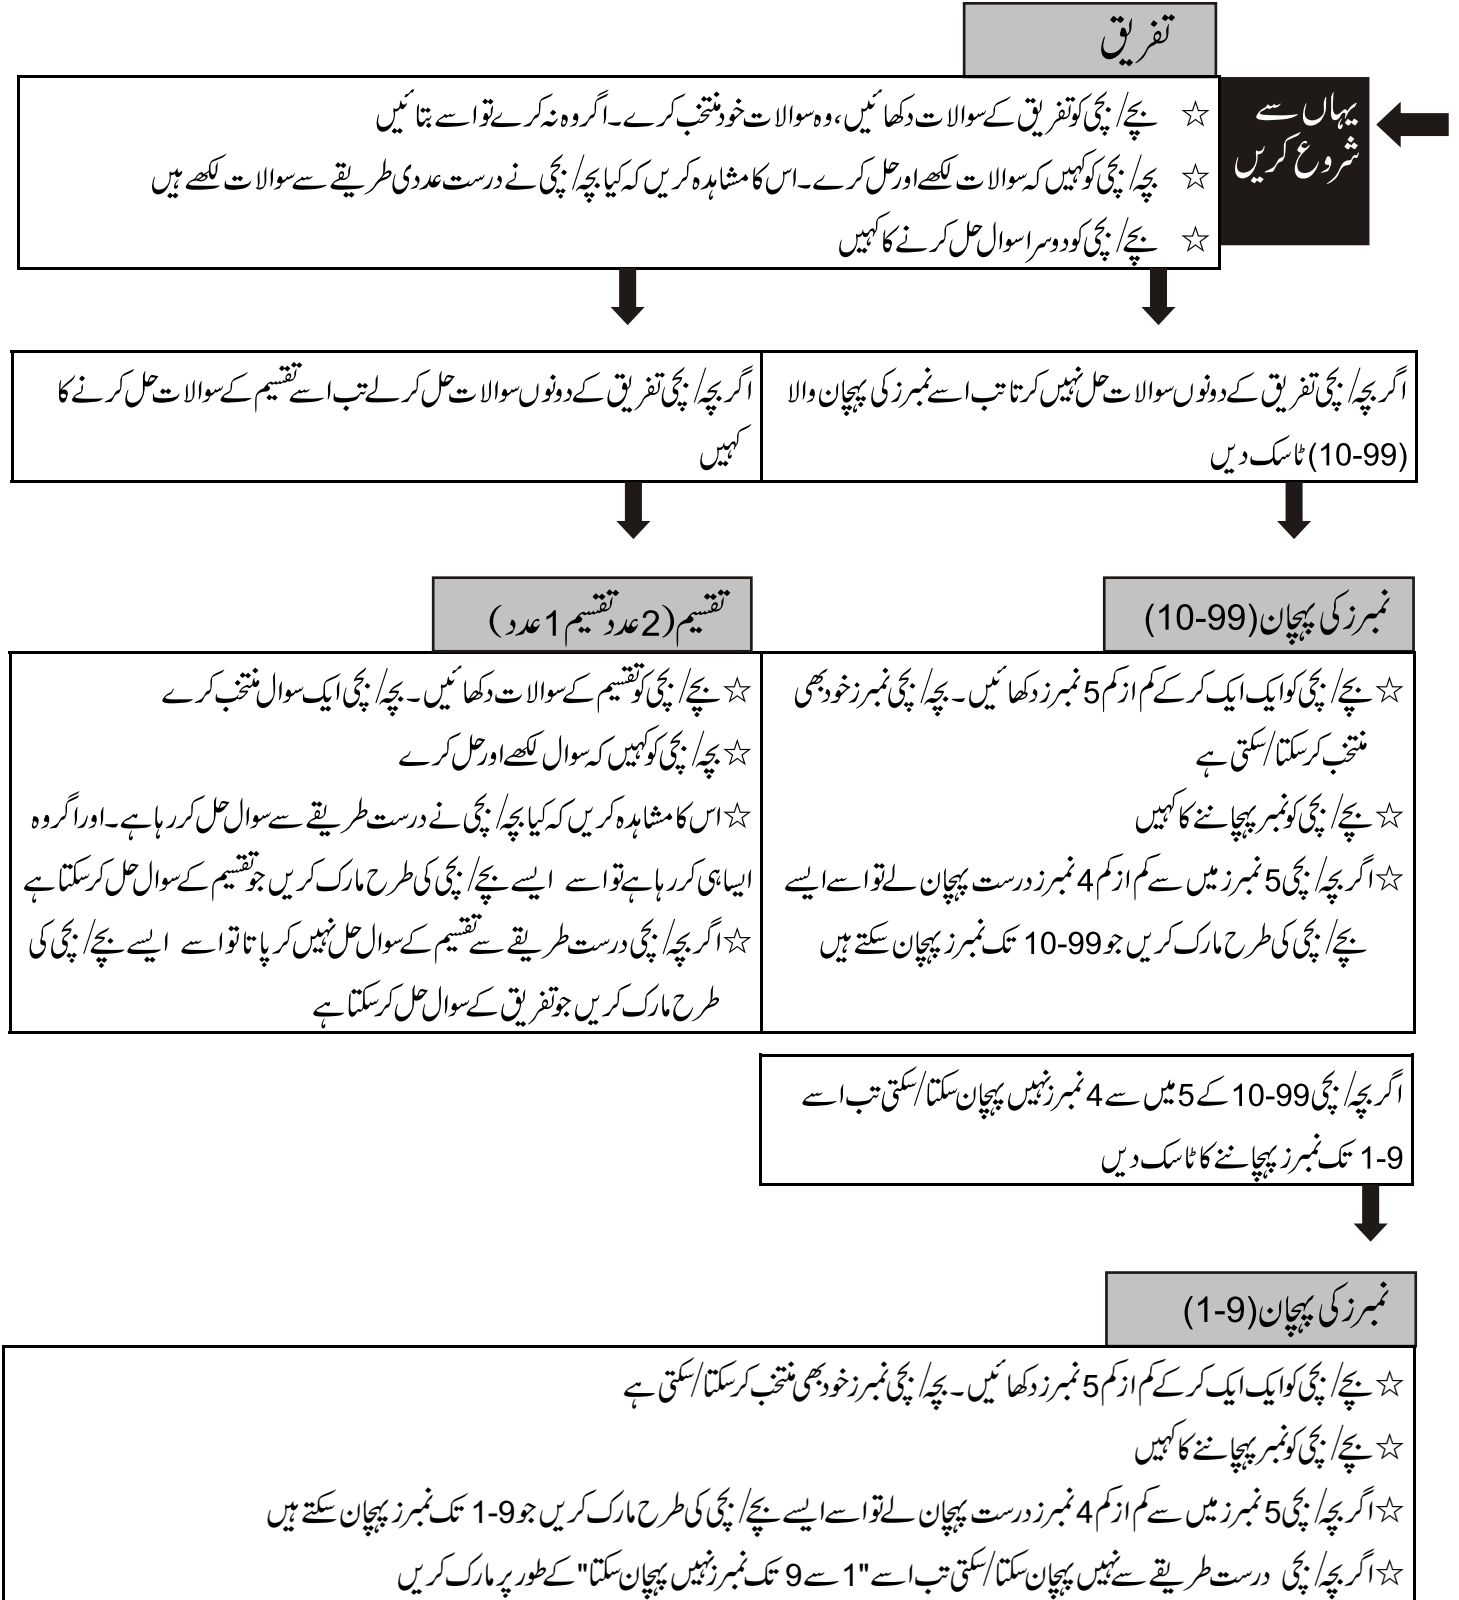 تفریق
یہاں سے
شروع کریں
☆ بچے/ بچی کو تفریق کے سوالات دکھائیں، وہ سوالات خود منتخب کرے۔ اگر وہ نہ کرے تو اسے بتائیں
☆ بچہ/ بچی کو کہیں کہ سوالات لکھے اور حل کرے۔ اس کا مشاہدہ کریں کہ کیا بچہ/ بچی نے درست عددی طریقے سے سوالات لکھے ہیں
☆ بچے/ بچی کو دوسرا سوال حل کرنے کا کہیں
اگر بچہ/ بچی تفریق کے دونوں سوالات حل نہیں کرتا تب اسے نمبرز کی پہچان والا
(10-99) ٹاسک دیں
اگر بچہ/ بچی تفریق کے دونوں سوالات حل کر لے تب اسے تقسیم کے سوالات حل کرنے کا
کہیں
نمبرز کی پہچان (10-99)
☆ بچے/ بچی کو ایک ایک کر کے کم از کم 5 نمبرز دکھائیں۔ بچہ/ بچی نمبرز خود بھی
منتخب کر سکتا/سکتی ہے
☆ بچے/ بچی کو نمبر پہچاننے کا کہیں
☆ اگر بچہ/ بچی 5 نمبرز میں سے کم از کم 4 نمبرز درست پہچان لے تو اسے ایسے
بچے/ بچی کی طرح مارک کریں جو 10-99 تک نمبرز پہچان سکتے ہیں
تقسیم (2 عدد تقسیم 1 عدد)
☆ بچے/ بچی کو تقسیم کے سوالات دکھائیں۔ بچہ/ بچی ایک سوال منتخب کرے
☆ بچہ/ بچی کو کہیں کہ سوال لکھے اور حل کرے
☆ اس کا مشاہدہ کریں کہ کیا بچہ/ بچی نے درست طریقے سے سوال حل کر رہا ہے۔ اور اگر وہ
ایسا ہی کر رہا ہے تو اسے ایسے بچے/ بچی کی طرح مارک کریں جو تقسیم کے سوال حل کر سکتا ہے
☆ اگر بچہ/ بچی درست طریقے سے تقسیم کے سوال حل نہیں کر پاتا تو اسے ایسے بچے/ بچی کی
طرح مارک کریں جو تفریق کے سوال حل کر سکتا ہے
اگر بچہ/ بچی 10-99 کے 5 میں سے 4 نمبرز نہیں پہچان سکتا/سکتی تب اسے
1-9 تک نمبرز پہچاننے کا ٹاسک دیں
نمبرز کی پہچان (1-9)
☆ بچے/ بچی کو ایک ایک کر کے کم از کم 5 نمبرز دکھائیں۔ بچہ/ بچی نمبرز خود بھی منتخب کر سکتا/سکتی ہے
☆ بچے/ بچی کو نمبر پہچاننے کا کہیں
☆ اگر بچہ/ بچی 5 نمبرز میں سے کم از کم 4 نمبرز درست پہچان لے تو اسے ایسے بچے/ بچی کی طرح مارک کریں جو 1-9 تک نمبرز پہچان سکتے ہیں
☆ اگر بچہ/ بچی درست طریقے سے نہیں پہچان سکتا/سکتی تب اسے "1 سے 9 تک نمبرز نہیں پہچان سکتا" کے طور پر مارک کریں